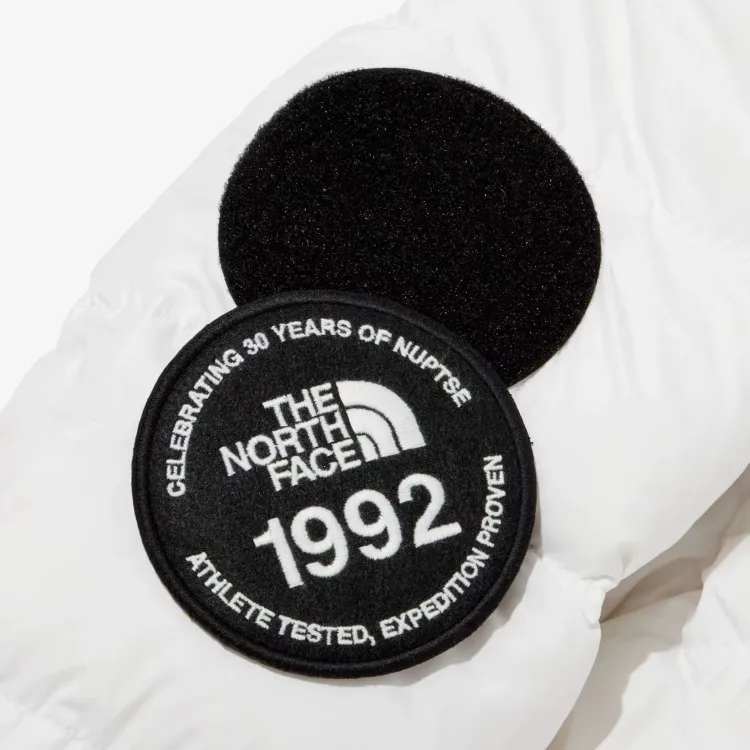 CELEBRATING 30 YEARS OF NUPTSE
THE
NORTH
FACE
1992
ATHLETE TESTED, EXPEDITION PROVEN